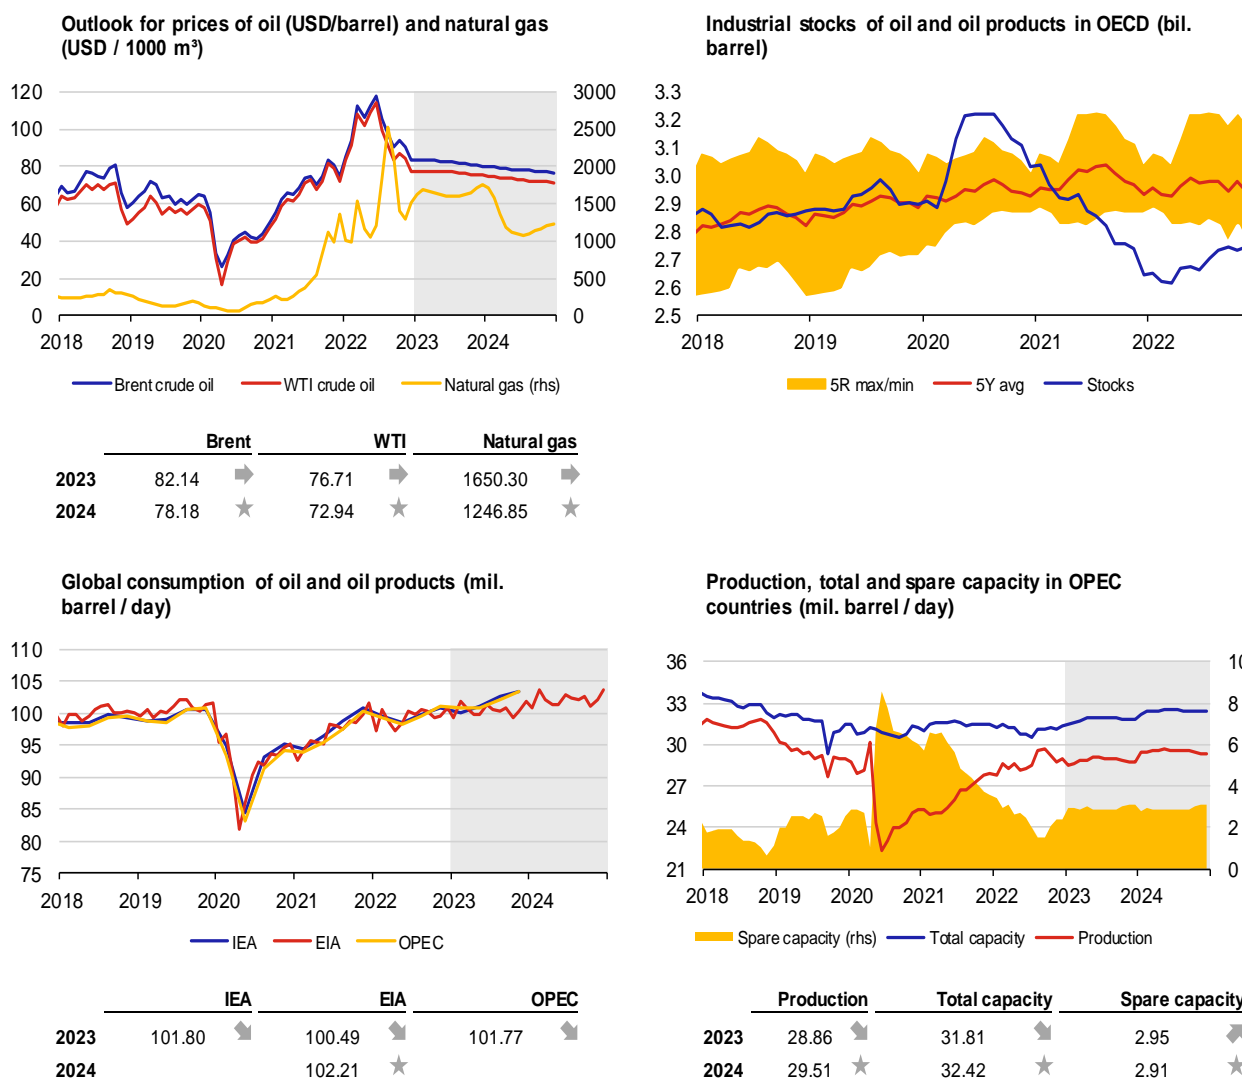 Outlook for prices of oil (USD/barrel) and natural gas
(USD / 1000 m³)
120 3000
100 2500
80 2000
60 1500
40 1000
20 500
0 0
2018 2019 2020 2021 2022 2023 2024
Brent crude oil WTI crude oil Natural gas (rhs)
Brent WTI Natural gas
2023 82.14 76.71 1650.30
2024 78.18 72.94 1246.85
Industrial stocks of oil and oil products in OECD (bil.
barrel)
3.3
3.2
3.1
3.0
2.9
2.8
2.7
2.6
2.5
2018 2019 2020 2021 2022
5R max/min 5Y avg Stocks
Global consumption of oil and oil products (mil.
barrel / day)
110
105
100
95
90
85
80
75
2018 2019 2020 2021 2022 2023 2024
IEA EIA OPEC
IEA EIA OPEC
2023 101.80 100.49 101.77
2024 102.21
Production, total and spare capacity in OPEC
countries (mil. barrel / day)
36 10
33 8
30 6
27 4
24 2
21 0
2018 2019 2020 2021 2022 2023 2024
Spare capacity (rhs) Total capacity Production
Production Total capacity Spare capacity
2023 28.86 31.81 2.95
2024 29.51 32.42 2.91